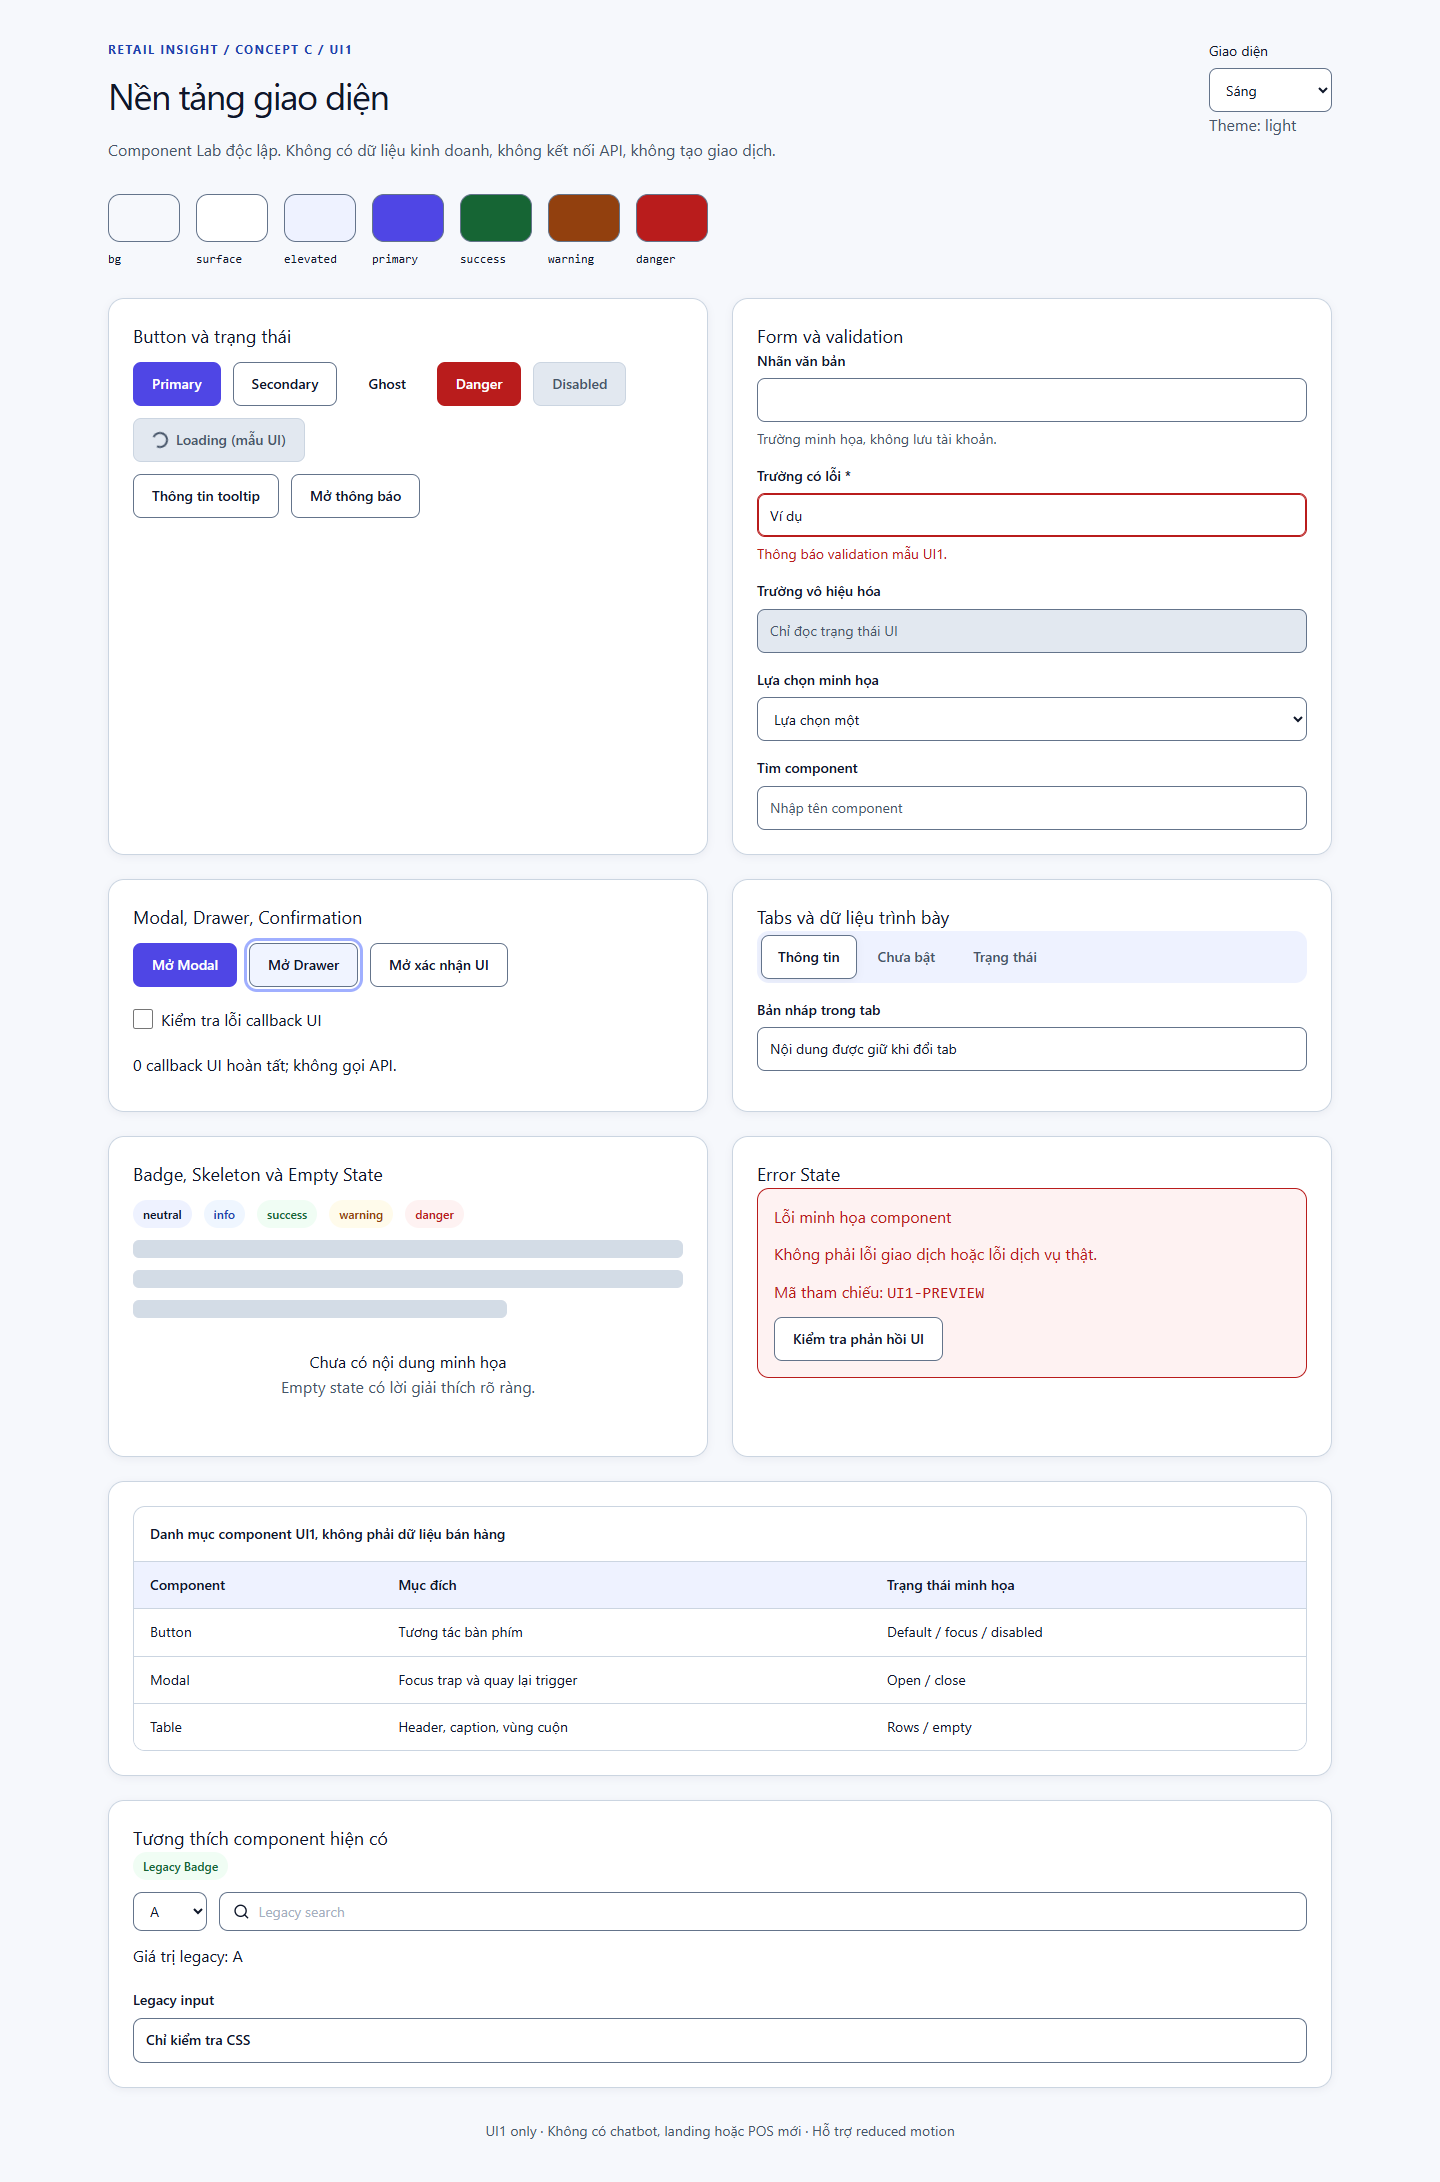 RETAIL INSIGHT / CONCEPT C / UI1
Nền tảng giao diện
Component Lab độc lập. Không có dữ liệu kinh doanh, không kết nối API, không tạo giao dịch.
Giao diện
Sáng
Theme: light
bg
surface
elevated
primary
success
warning
danger
Button và trạng thái
Primary
Secondary
Ghost
Danger
Disabled
Loading (mẫu UI)
Thông tin tooltip
Mở thông báo
Form và validation
Nhãn văn bản
Trường minh họa, không lưu tài khoản.
Trường có lỗi *
Ví dụ
Thông báo validation mẫu UI1.
Trường vô hiệu hóa
Chỉ đọc trạng thái UI
Lựa chọn minh họa
Lựa chọn một
Tìm component
Nhập tên component
Modal, Drawer, Confirmation
Mở Modal
Mở Drawer
Mở xác nhận UI
Kiểm tra lỗi callback UI
0 callback UI hoàn tất; không gọi API.
Tabs và dữ liệu trình bày
Thông tin
Chưa bật
Trạng thái
Bản nháp trong tab
Nội dung được giữ khi đổi tab
Badge, Skeleton và Empty State
neutral
info
success
warning
danger
Chưa có nội dung minh họa
Empty state có lời giải thích rõ ràng.
Error State
Lỗi minh họa component
Không phải lỗi giao dịch hoặc lỗi dịch vụ thật.
Mã tham chiếu: UI1-PREVIEW
Kiểm tra phản hồi UI
Danh mục component UI1, không phải dữ liệu bán hàng
Component
Mục đích
Trạng thái minh họa
Button
Tương tác bàn phím
Default / focus / disabled
Modal
Focus trap và quay lại trigger
Open / close
Table
Header, caption, vùng cuộn
Rows / empty
Tương thích component hiện có
Legacy Badge
A
Legacy search
Giá trị legacy: A
Legacy input
Chỉ kiểm tra CSS
UI1 only · Không có chatbot, landing hoặc POS mới · Hỗ trợ reduced motion